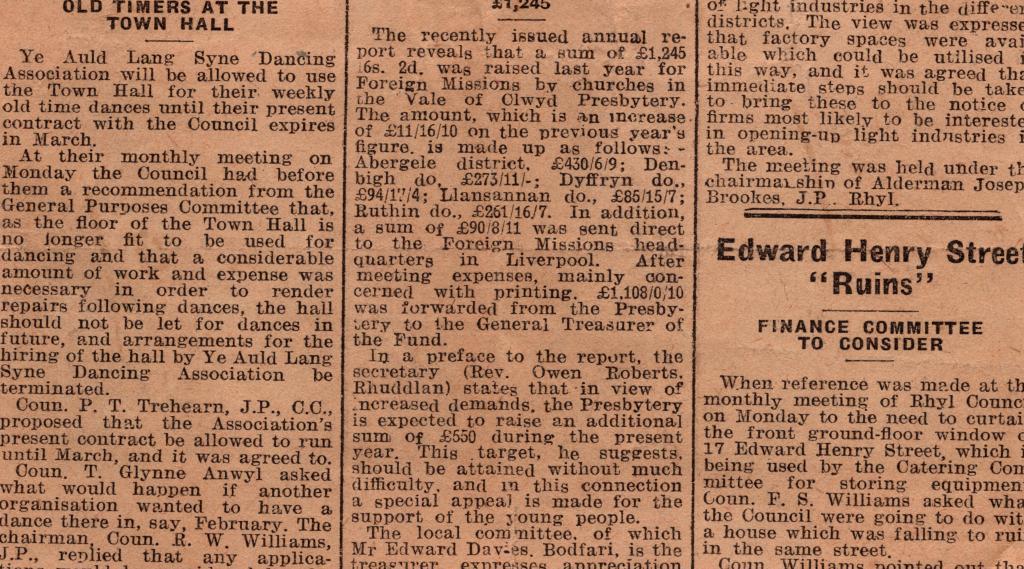 OLD TIMERS AT THE
TOWN HALL
Ye Auld Lang Syne Dancing
Association will be allowed to use
the Town Hall for their weekly
old time dances until their present
contract with the Council expires
in March.
At their monthly meeting on
Monday the Council had before
them a recommendation from the
General Purposes Committee that,
as the floor of the Town Hall is
no longer fit to be used for
dancing and that a considerable
amount of work and expense was
necessary in order to render
repairs following dances, the hall
should not be let for dances in
future, and arrangements for the
hiring of the hall by Ye Auld Lang
Syne Dancing Association be
terminated.
Coun. P. T. Trehearn, J.P., C.C.,
proposed that the Association's
present contract be allowed to run
until March, and it was agreed to.
Coun. T. Glynne Anwyl asked
what would happen if another
organisation wanted to have a
dance there in, say, February. The
chairman, Coun. R. W. Williams,
J.P., replied that any applica-
£1,245
The recently issued annual re-
port reveals that a sum of £1,245
6s. 2d. was raised last year for
Foreign Missions by churches in
the Vale of Clwyd Presbytery.
The amount, which is an increase
of £11/16/10 on the previous year's
figure. is made up as follows:-
Abergele district, £430/6/9; Den-
bigh do, £273/11/-; Dyffryn do.,
£94/17/4; Llansannan do., £85/15/7;
Ruthin do., £261/16/7. In addition,
a sum of £90/8/11 was sent direct
to the Foreign Missions head-
quarters in Liverpool. After
meeting expenses, mainly con-
cerned with printing. £1,108/0/10
was forwarded from the Presby-
tery to the General Treasurer of
the Fund.
In a preface to the report, the
secretary (Rev. Owen Roberts.
Rhuddlan) states that in view of
increased demands, the Presbytery
is expected to raise an additional
sum of £550 during the present
year. This target, he suggests,
should be attained without much
difficulty, and in this connection
a special appeal is made for the
support of the young people.
The local committee, of which
Mr Edward Davies. Bodfari, is the
treasurer expresses appreciation
of light industries in the differen
districts. The view was expresse
that factory spaces were avai
able which could be utilised i
this way, and it was agreed tha
immediate steps should be take
to bring these to the notice o
firms most likely to be intereste
in opening-up light industries i
the area.
The meeting was held under th
chairmanship of Alderman Josep
Brookes, J.P. Rhyl.
Edward Henry Street
"Ruins"
FINANCE COMMITTEE
TO CONSIDER
When reference was made at th
monthly meeting of Rhyl Counc
on Monday to the need to curtai
the front ground-floor window o
17 Edward Henry Street, which i
being used by the Catering Com
mittee for storing equipmen
Coun. F. S. Williams asked wha
the Council were going to do wit
a house which was falling to rui
in the same street.
Coun. Williams pointed out tha